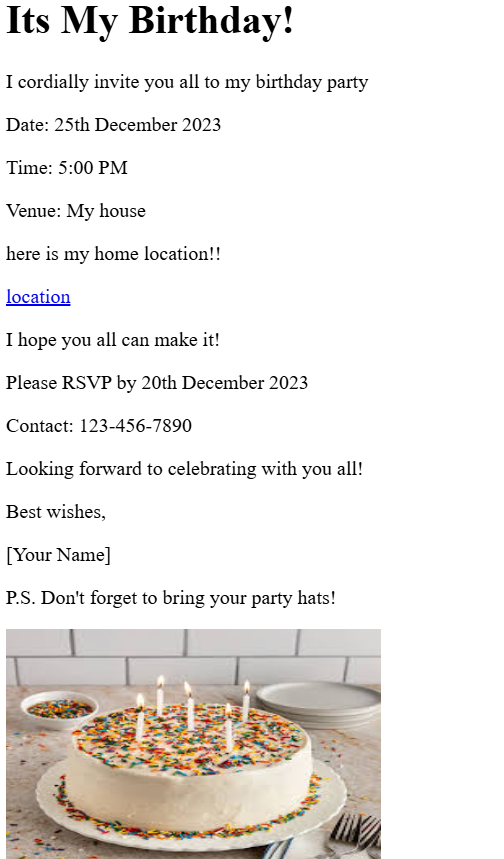 Its My Birthday!
I cordially invite you all to my birthday party
Date: 25th December 2023
Time: 5:00 PM
Venue: My house
here is my home location!!
location
I hope you all can make it!
Please RSVP by 20th December 2023
Contact: 123-456-7890
Looking forward to celebrating with you all!
Best wishes,
[Your Name]
P.S. Don't forget to bring your party hats!